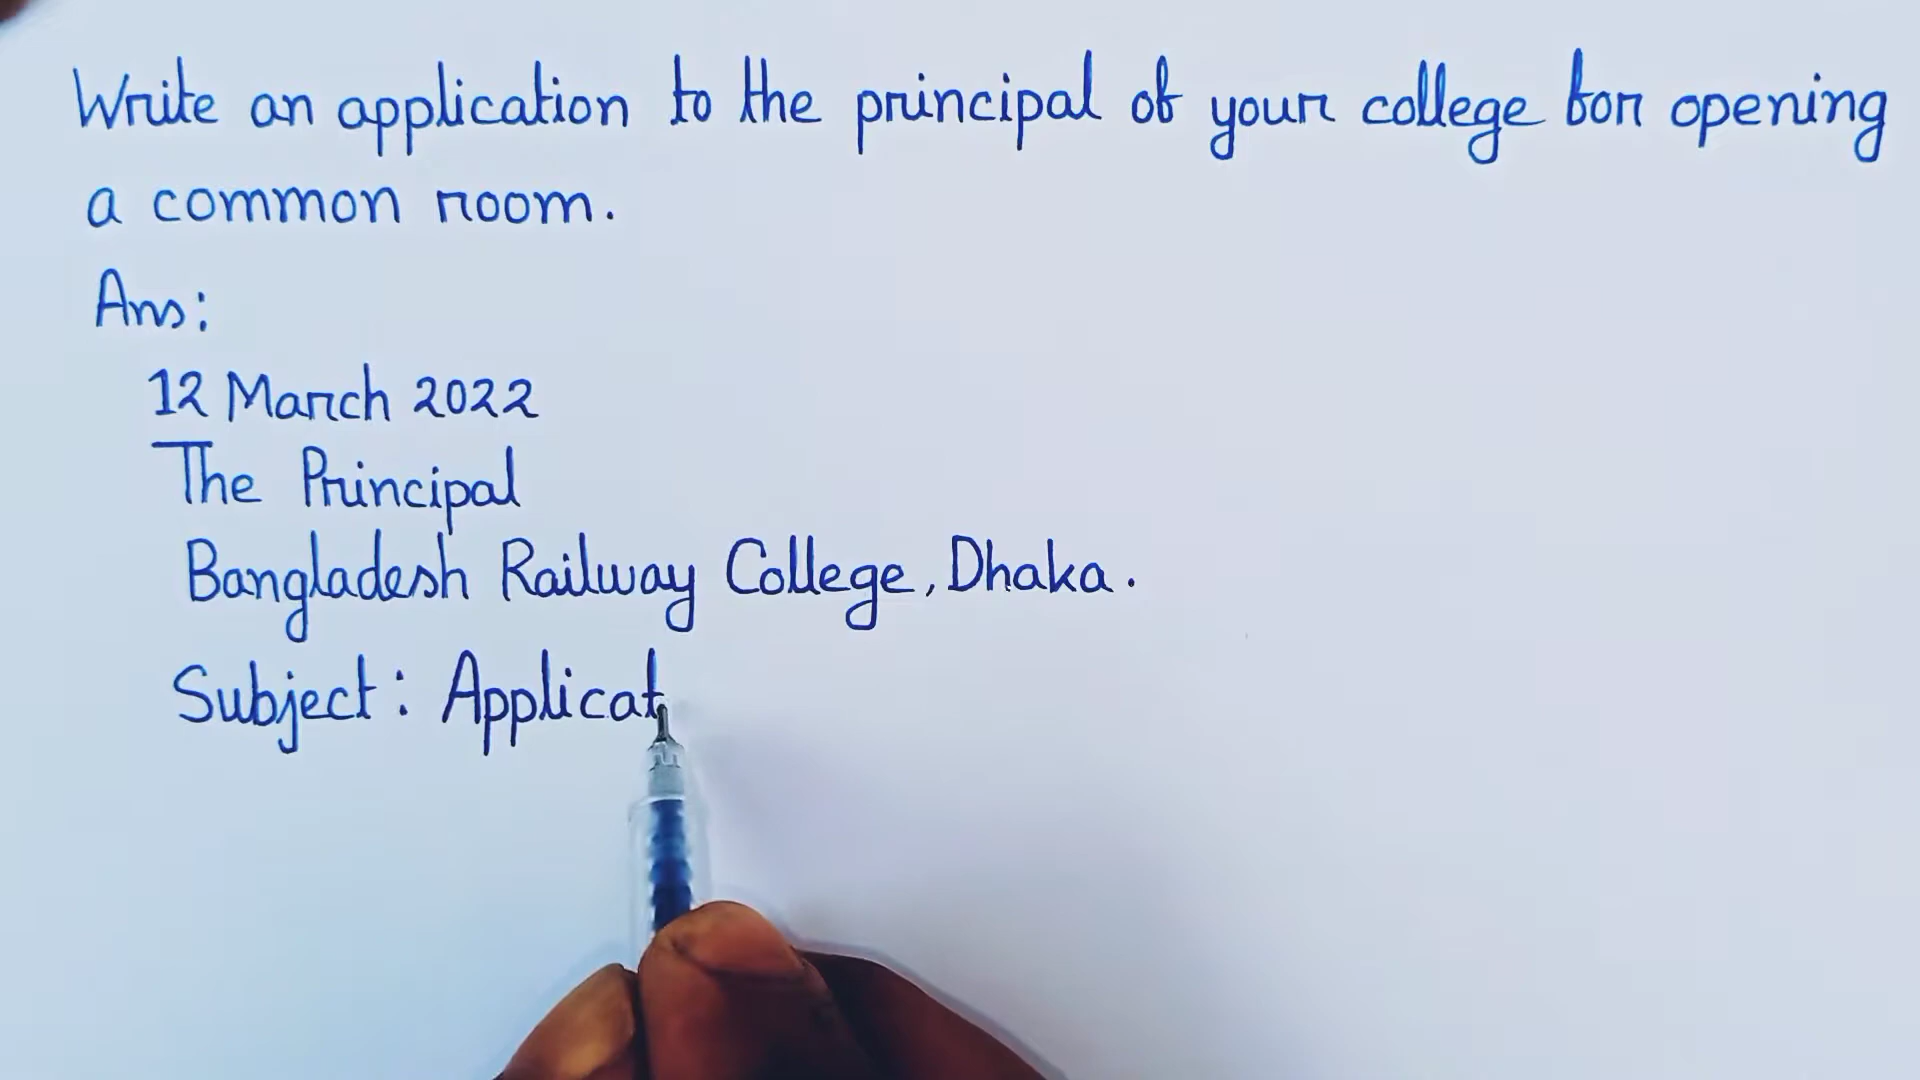 Write an application to the principal of your college for opening
a common room.
Ans:
12 March 2022
The Principal
Bangladesh Railway College, Dhaka.
Subject: Applicat